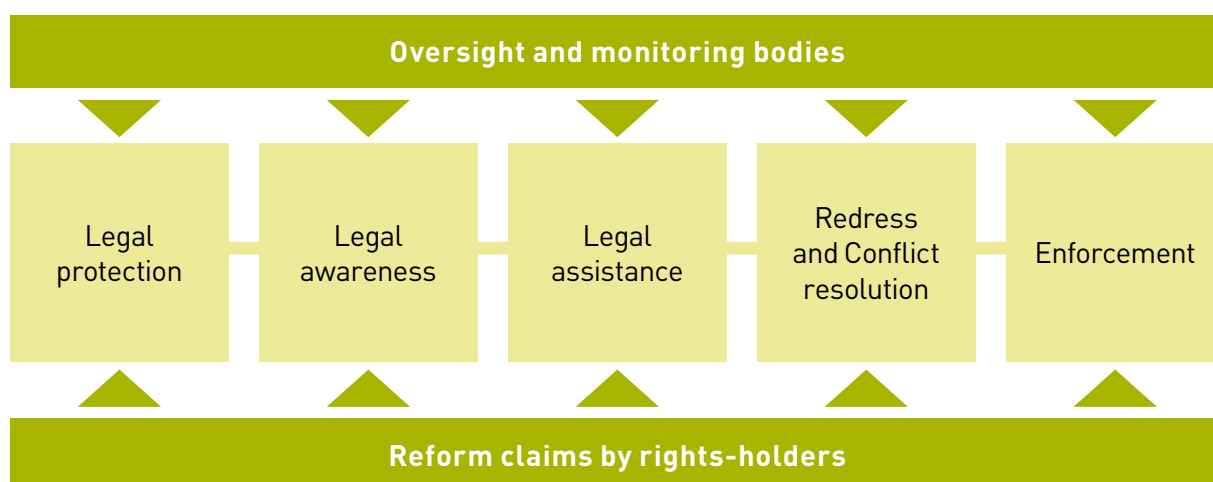 Oversight and monitoring bodies
Legal
protection
Legal
awareness
Legal
assistance
Redress
and Conflict
resolution
Enforcement
Reform claims by rights-holders